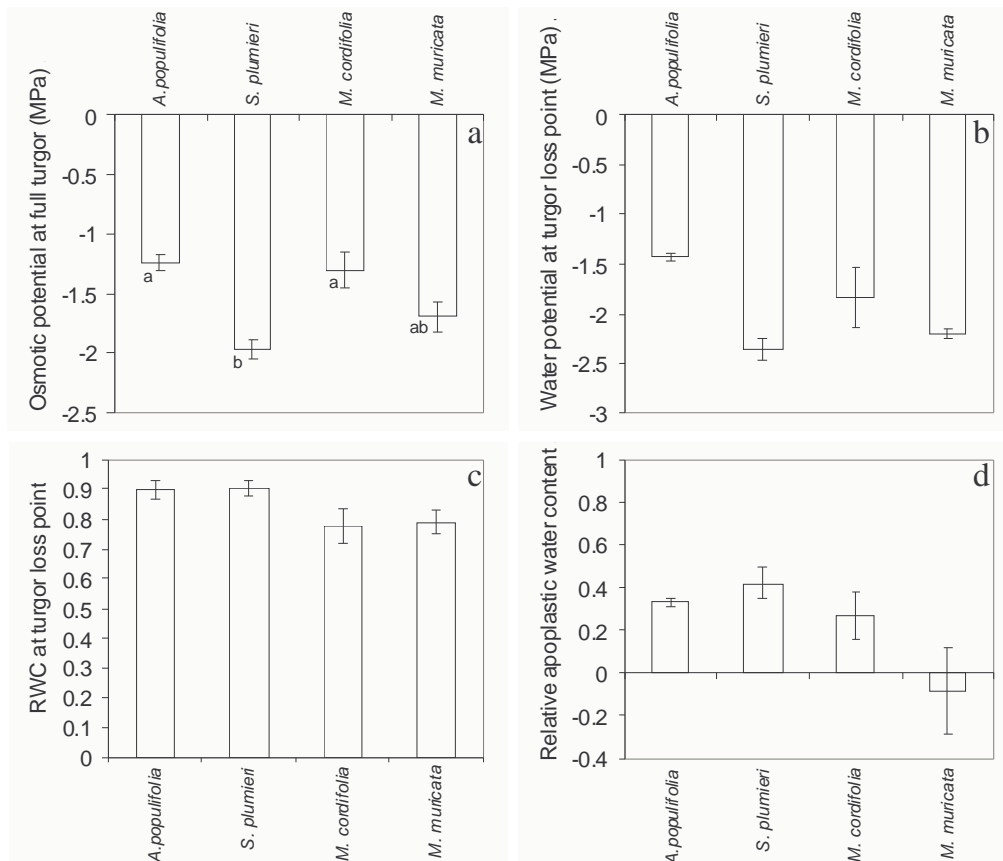 A.populifolia
S. plumieri
M. cordifolia
M. muricata
Osmotic potential at full turgor (MPa)
0
-0.5
-1
-1.5
-2
-2.5
a
a
b
a
ab
A.populifolia
S. plumieri
M. cordifolia
M. muricata
Water potential at turgor loss point (MPa)
0
-0.5
-1
-1.5
-2
-2.5
-3
b
RWC at turgor loss point
1
0.9
0.8
0.7
0.6
0.5
0.4
0.3
0.2
0.1
0
c
A.populifolia
S. plumieri
M. cordifolia
M. muricata
Relative apoplastic water content
1
0.8
0.6
0.4
0.2
0
-0.2
-0.4
d
A.populifolia
S. plumieri
M. cordifolia
M. muricata